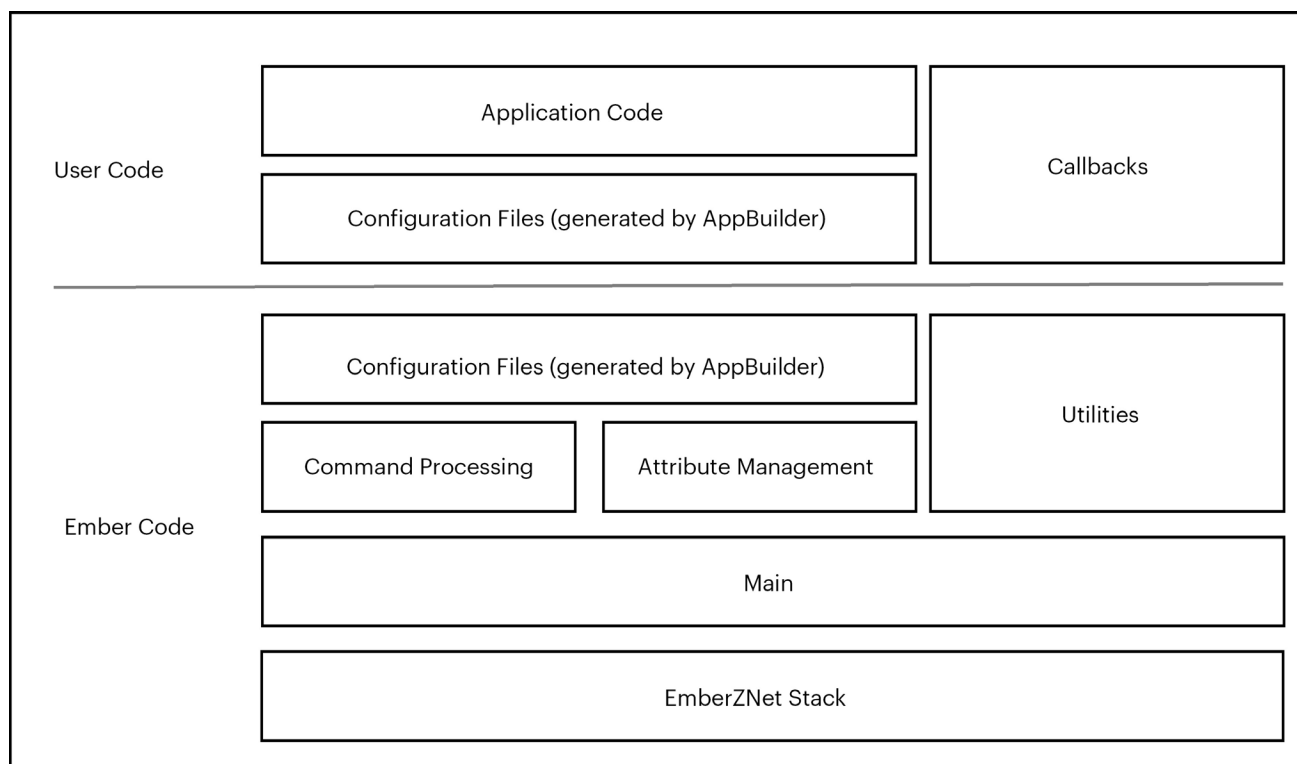 Application Code
Callbacks
User Code
Configuration Files (generated by AppBuilder)
Configuration Files (generated by AppBuilder)
Utilities
Command Processing
Attribute Management
Ember Code
Main
EmberZNet Stack